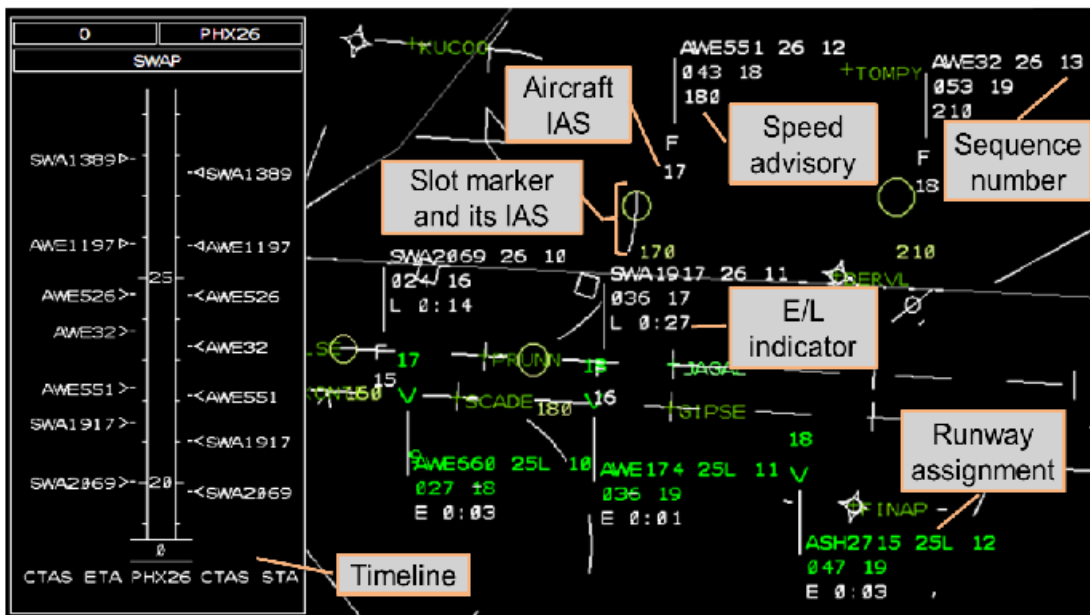 0 PHX26
SWAP
SWA1389
SWA1389
AWE1197
AWE1197
25
AWE526
AWE526
AWE32
AWE32
AWE551
AWE551
SWA1917
SWA1917
SWA2069
20
SWA2069
0
CTAS ETA PHX26 CTAS STA
Timeline
KUCOO
AWE551 26 12
043 18
180
TOMPY
AWE32 26 13
053 19
210
Aircraft
IAS
Speed
advisory
Sequence
number
F
17
F
18
Slot marker
and its IAS
170
210
SWA2069 26 10
024 16
L 0:14
SWA1917 26 11
036 17
L 0:27
BERVL
E/L
indicator
F
15
17
PRUNN
F
16
JAGAL
160
SCADE
180
GIPSE
18
Runway
assignment
AWE660 25L 10
027 18
E 0:03
AWE174 25L 11
036 19
E 0:01
FINAP
ASH2715 25L 12
047 19
E 0:03